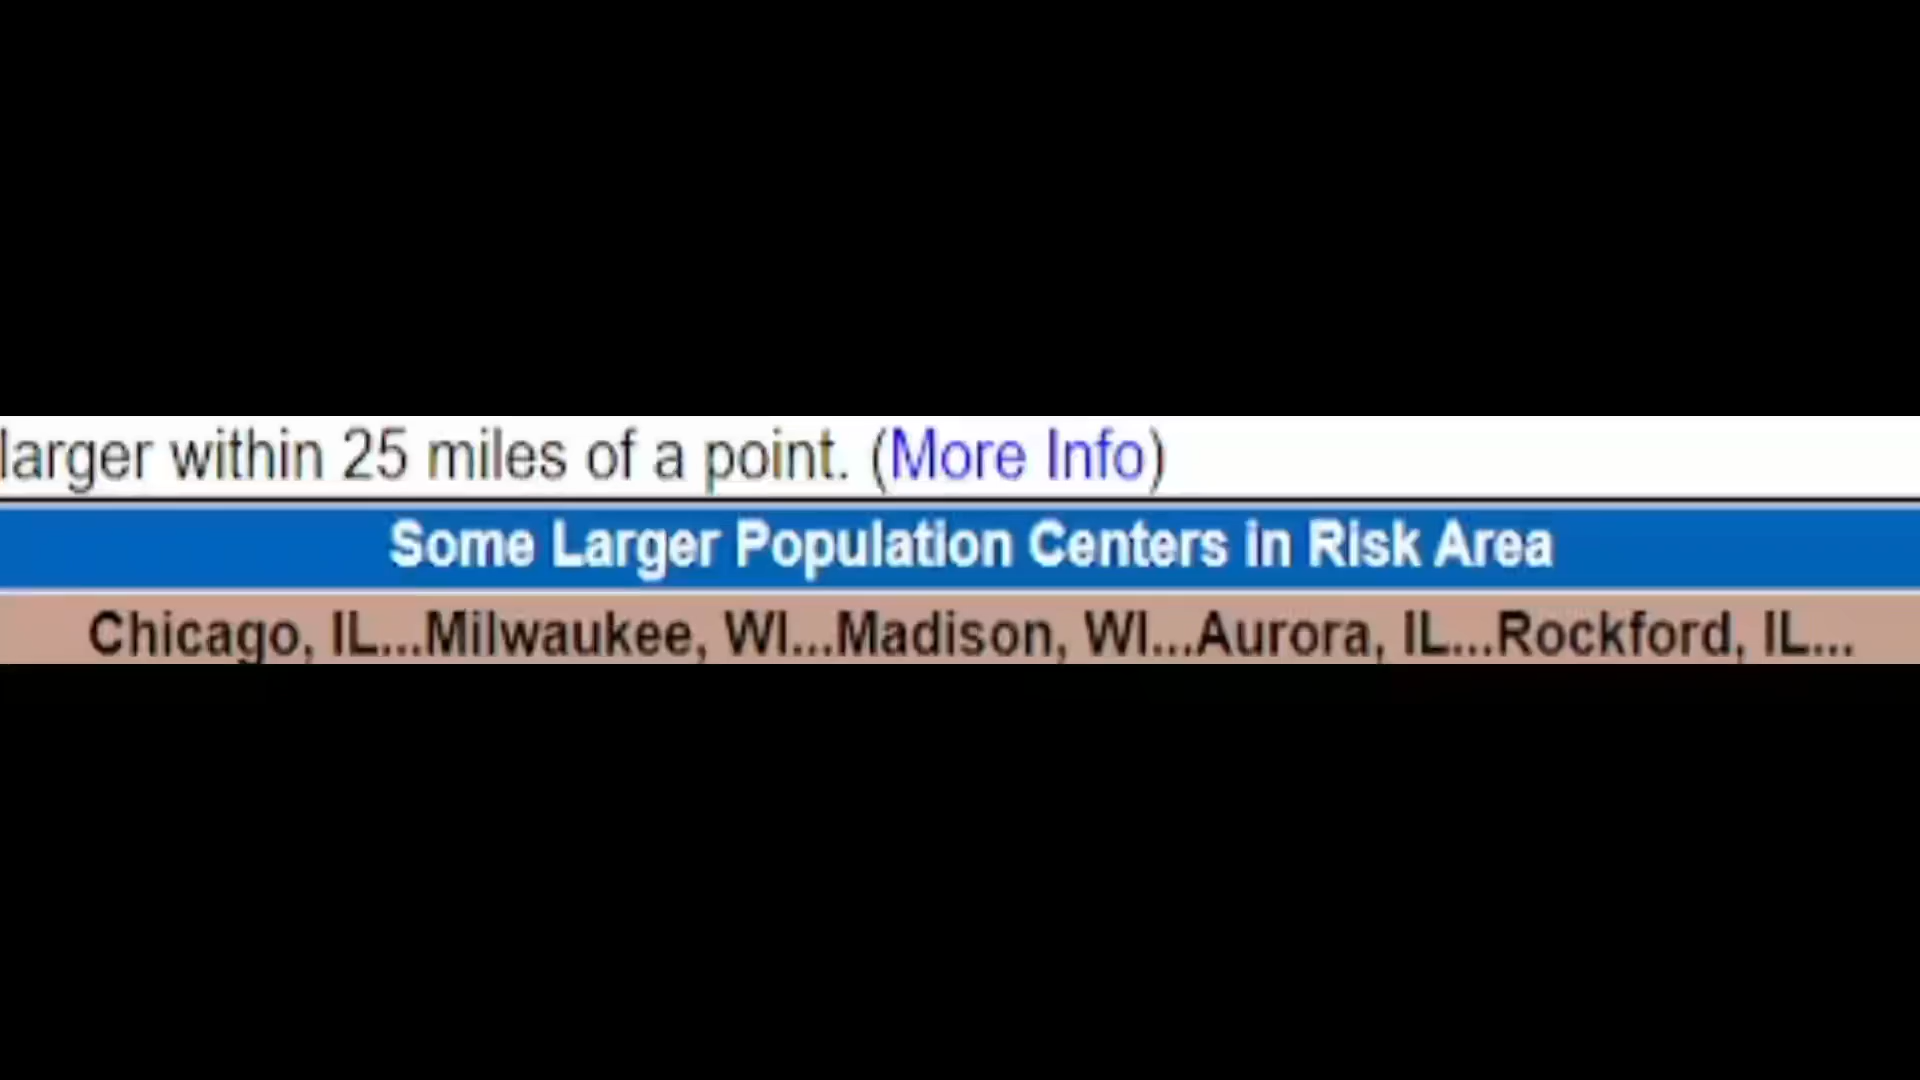 larger within 25 miles of a point. (More Info)
Some Larger Population Centers in Risk Area
Chicago, IL...Milwaukee, WI...Madison, WI...Aurora, IL...Rockford, IL...